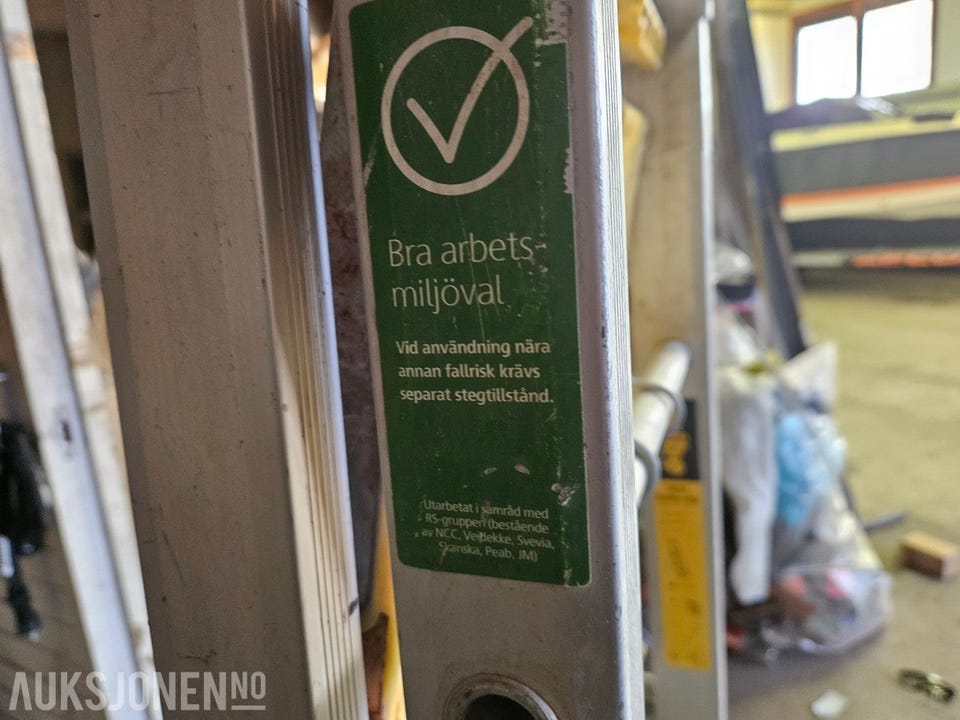 Bra arbets-
miljöval
Vid användning nära
annan fallrisk krävs
separat stegtillstånd.
Utarbetat i samråd med
RS-gruppen (bestående
av NCC, Veidekke, Svevia,
Skanska, Peab, JM)
AUKSJONEN.NO